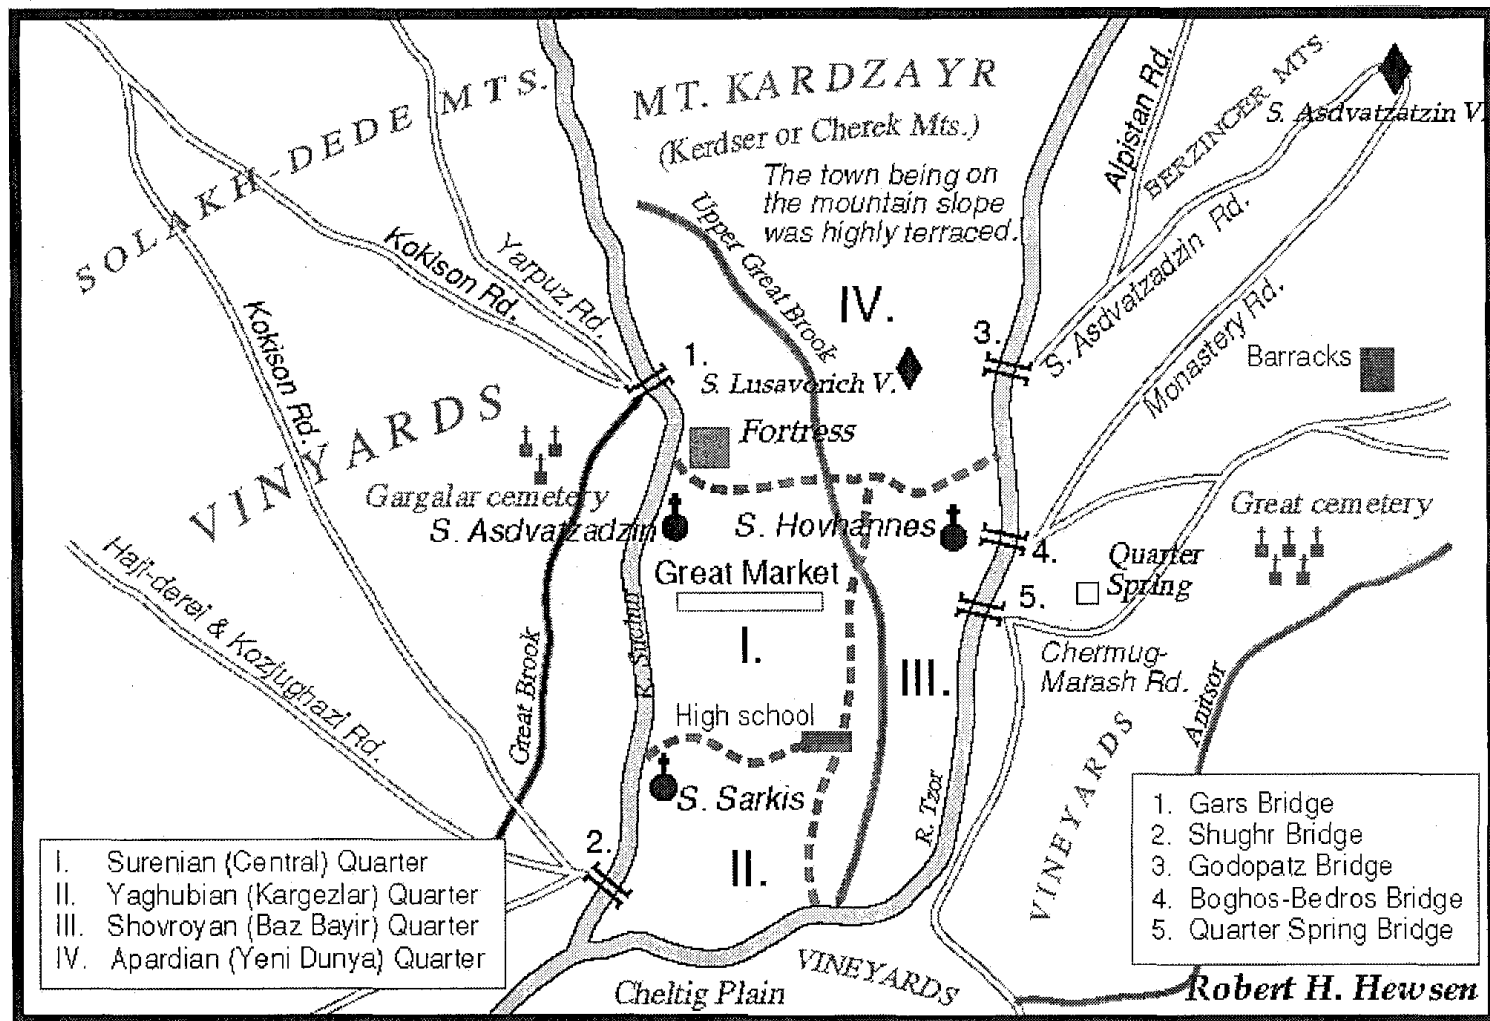 SOLAKH-DEDE MTS.
MT. KARDZAYR
(Kerdser or Cherek Mts.)
The town being on
the mountain slope
was highly terraced.
Alpistan Rd.
BERZINGER MTS.
S. Asdvatzatzin V.
Kokison Rd.
Yarpuz Rd.
Upper Great Brook
S. Asdvatzadzin Rd.
Monastery Rd.
Kokison Rd.
IV.
3.
1.
S. Lusavorich V.
Barracks
VINYARDS
Fortress
Gargalar cemetery
S. Asdvatzadzin
S. Hovhannes
Great cemetery
4.
Quarter
Spring
Great Market
5.
Haji-derei & Kozjughazi Rd.
Great Brook
I.
III.
Chermug-
Marash Rd.
High school
Anitsor
VINEYARDS
S. Sarkis
R. Tzor
2.
II.
I. Surenian (Central) Quarter
II. Yaghubian (Kargezlar) Quarter
III. Shovroyan (Baz Bayir) Quarter
IV. Apardian (Yeni Dunya) Quarter
1. Gars Bridge
2. Shughr Bridge
3. Godopatz Bridge
4. Boghos-Bedros Bridge
5. Quarter Spring Bridge
VINEYARDS
Cheltig Plain
Robert H. Hewsen